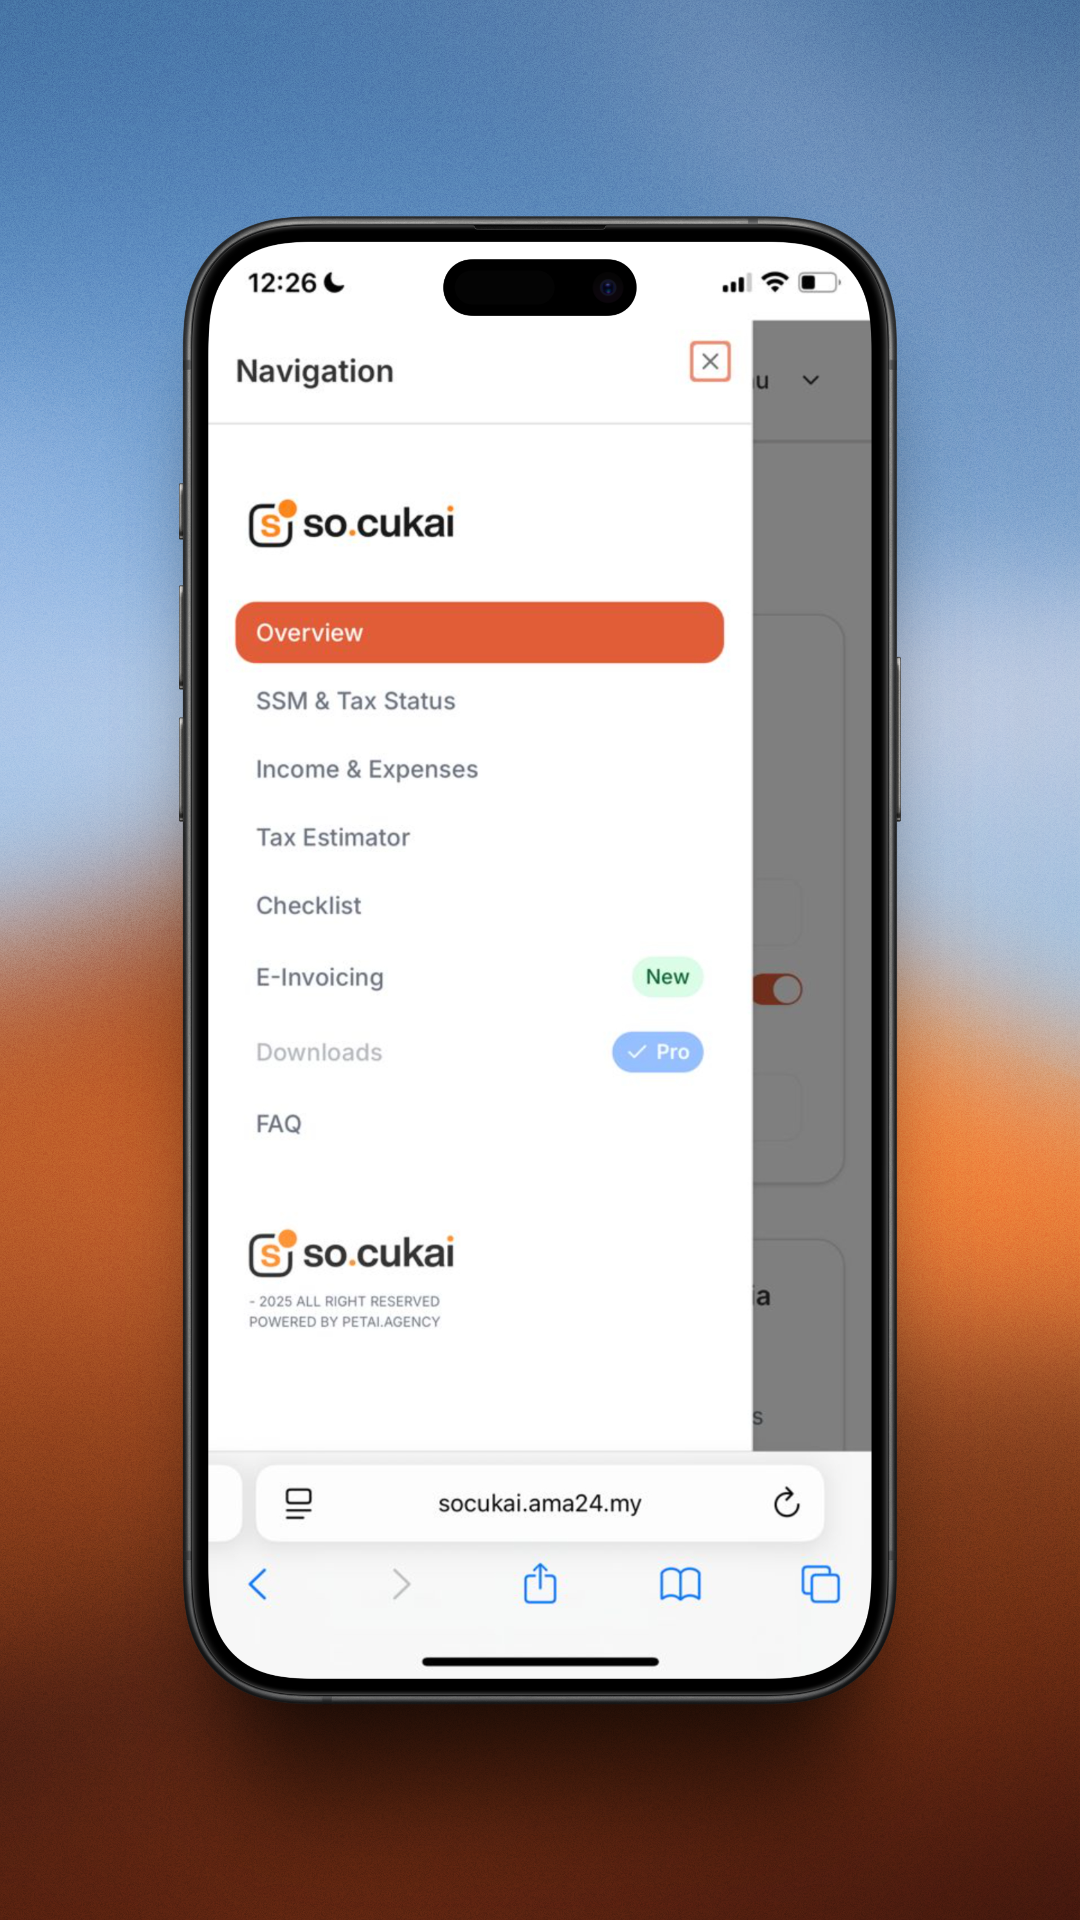 12:26
Navigation
so.cukai
Overview
SSM & Tax Status
Income & Expenses
Tax Estimator
Checklist
E-Invoicing
New
Downloads
Pro
FAQ
so.cukai
- 2025 ALL RIGHT RESERVED
POWERED BY PETAI.AGENCY
socukai.ama24.my